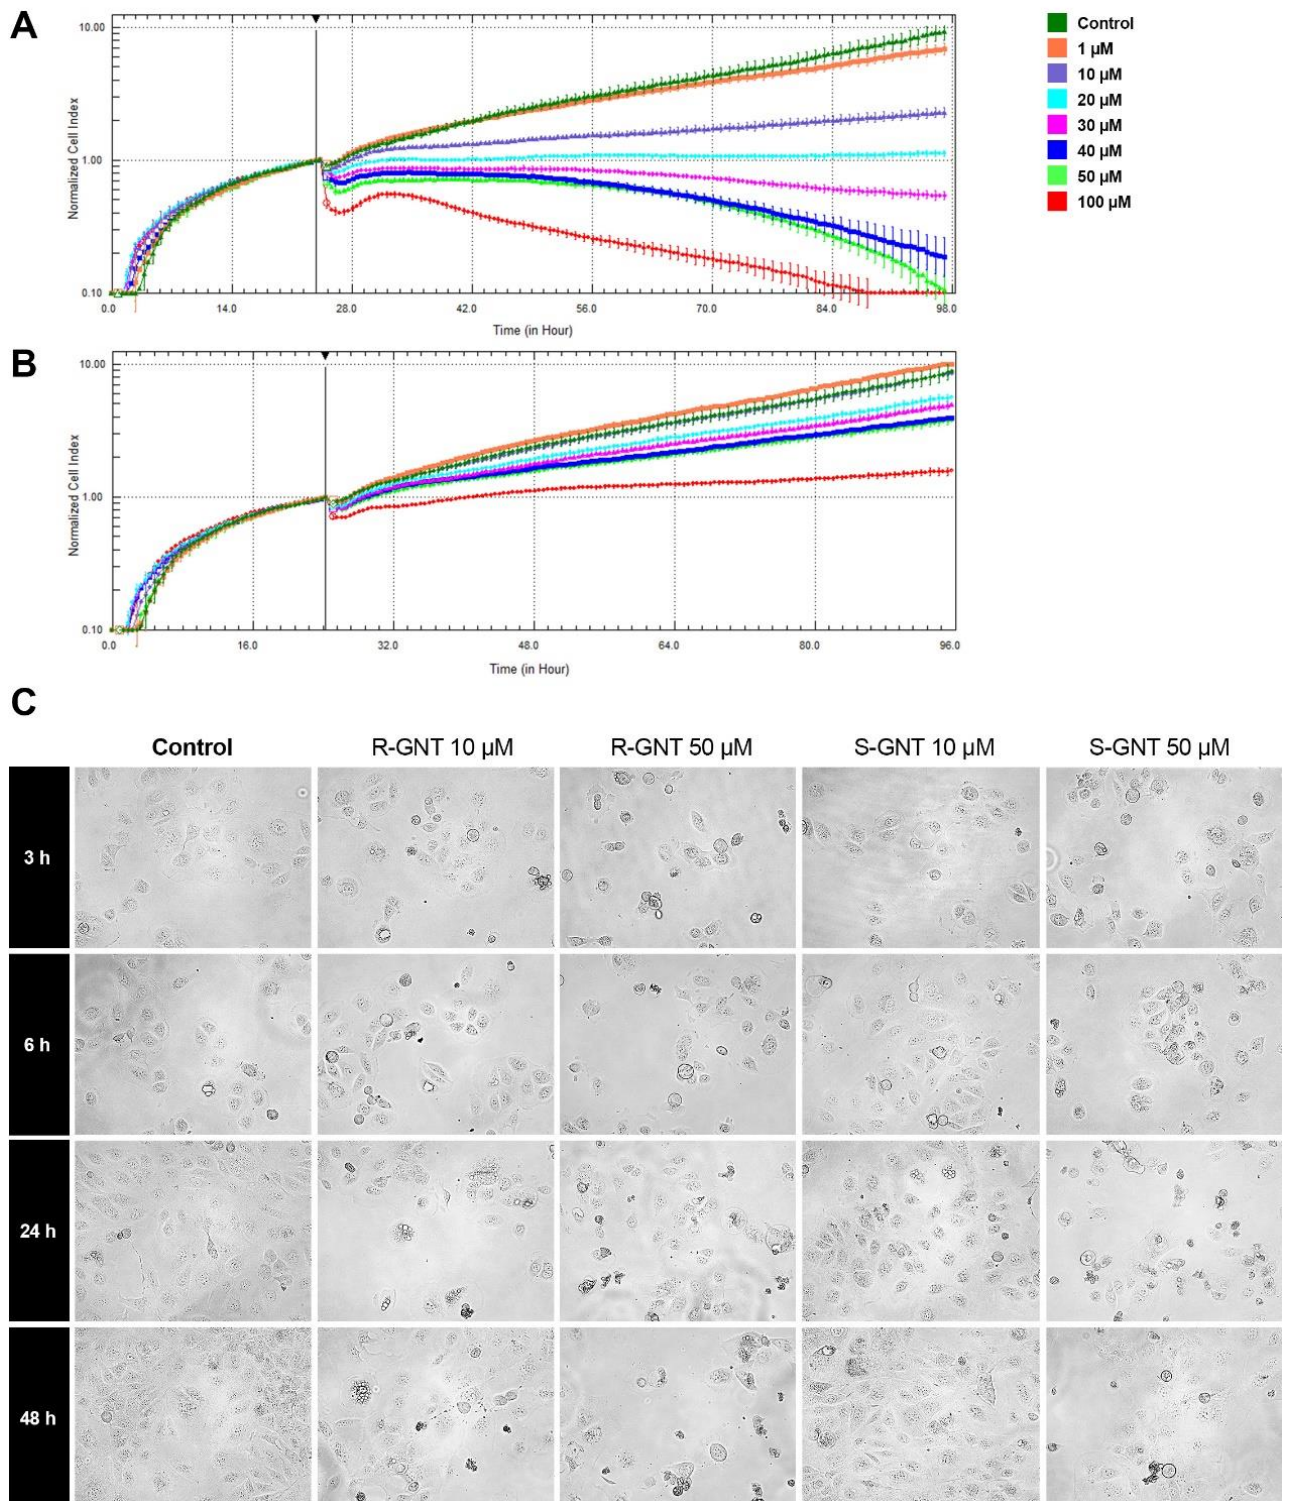 A
Normalized Cell Index
10.00
1.00
0.10
0.0 14.0 28.0 42.0 56.0 70.0 84.0 98.0
Time (in Hour)
Control
1 µM
10 µM
20 µM
30 µM
40 µM
50 µM
100 µM
B
Normalized Cell Index
10.00
1.00
0.10
0.0 16.0 32.0 48.0 64.0 80.0 96.0
Time (in Hour)
C
Control R-GNT 10 µM R-GNT 50 µM S-GNT 10 µM S-GNT 50 µM
3 h
6 h
24 h
48 h